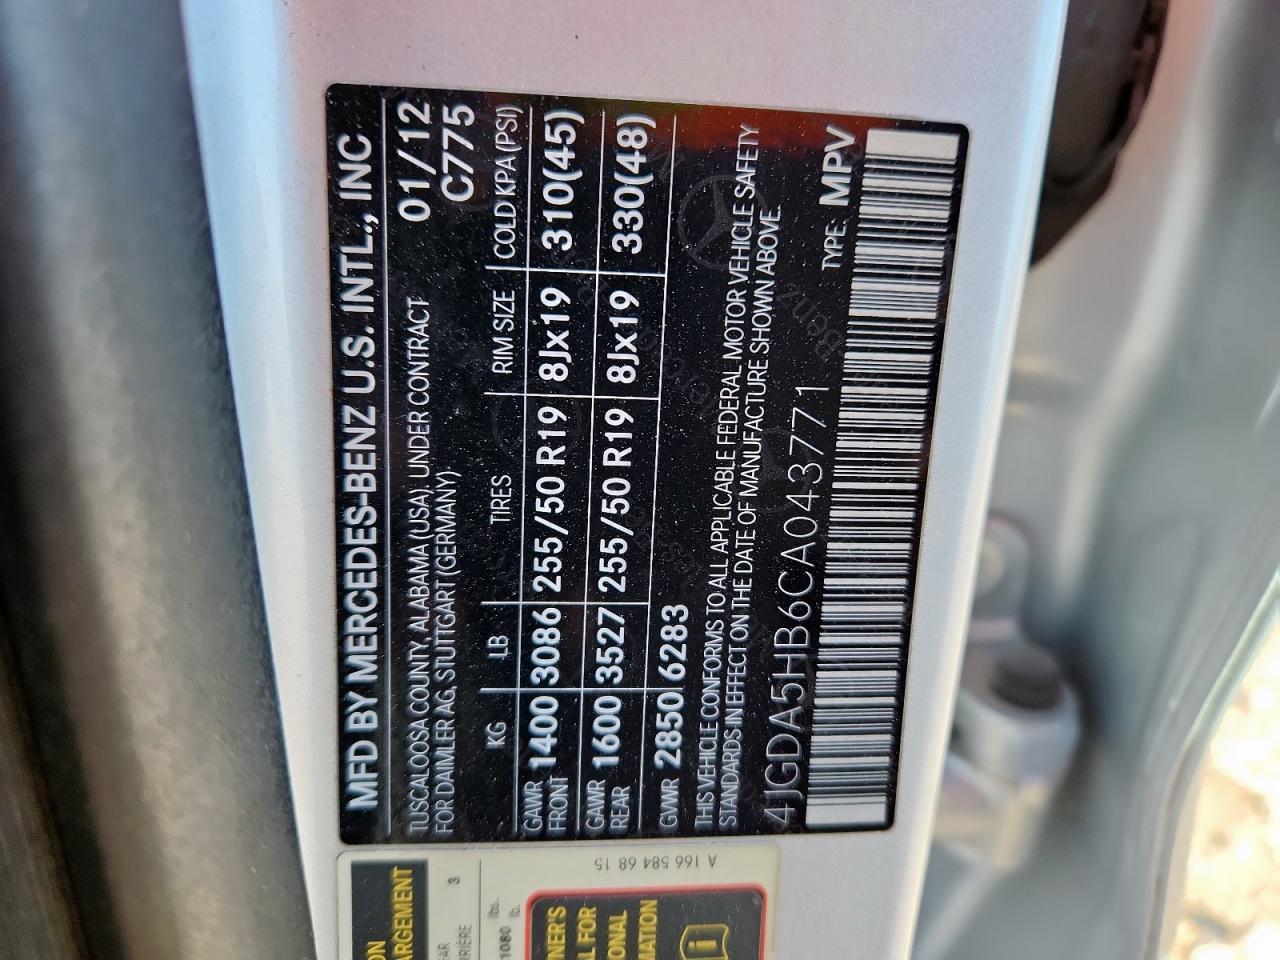 MFD BY MERCEDES-BENZ U.S. INTL., INC
TUSCALOOSA COUNTY, ALABAMA (USA), UNDER CONTRACT 01/12
FOR DAIMLER AG, STUTTGART (GERMANY) C775
KG LB TIRES RIM SIZE COLD KPA (PSI)
GAWR FRONT 1400 3086 255/50 R19 8Jx19 310(45)
GAWR REAR 1600 3527 255/50 R19 8Jx19 330(48)
GVWR 2850 6283
THIS VEHICLE CONFORMS TO ALL APPLICABLE FEDERAL MOTOR VEHICLE SAFETY
STANDARDS IN EFFECT ON THE DATE OF MANUFACTURE SHOWN ABOVE.
4JGDA5HB6CA043771 TYPE: MPV
A 166 584 68 15
3
1080 lbs.
lb.